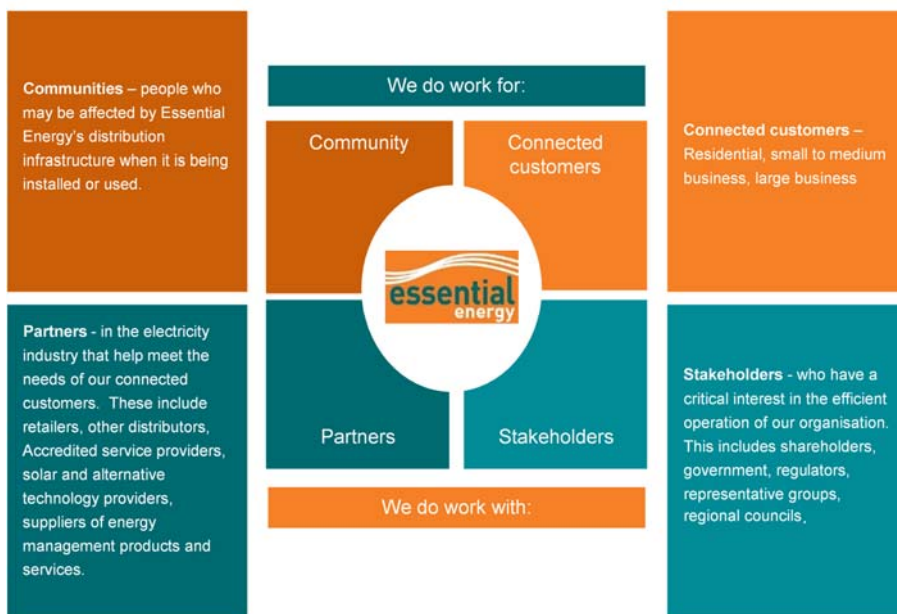 Communities – people who
may be affected by Essential
Energy's distribution
infrastructure when it is being
installed or used.
We do work for:
Community
Connected
customers
Connected customers –
Residential, small to medium
business, large business
essential
energy
Partners - in the electricity
industry that help meet the
needs of our connected
customers. These include
retailers, other distributors,
Accredited service providers,
solar and alternative
technology providers,
suppliers of energy
management products and
services.
Partners
Stakeholders
We do work with:
Stakeholders - who have a
critical interest in the efficient
operation of our organisation.
This includes shareholders,
government, regulators,
representative groups,
regional councils.